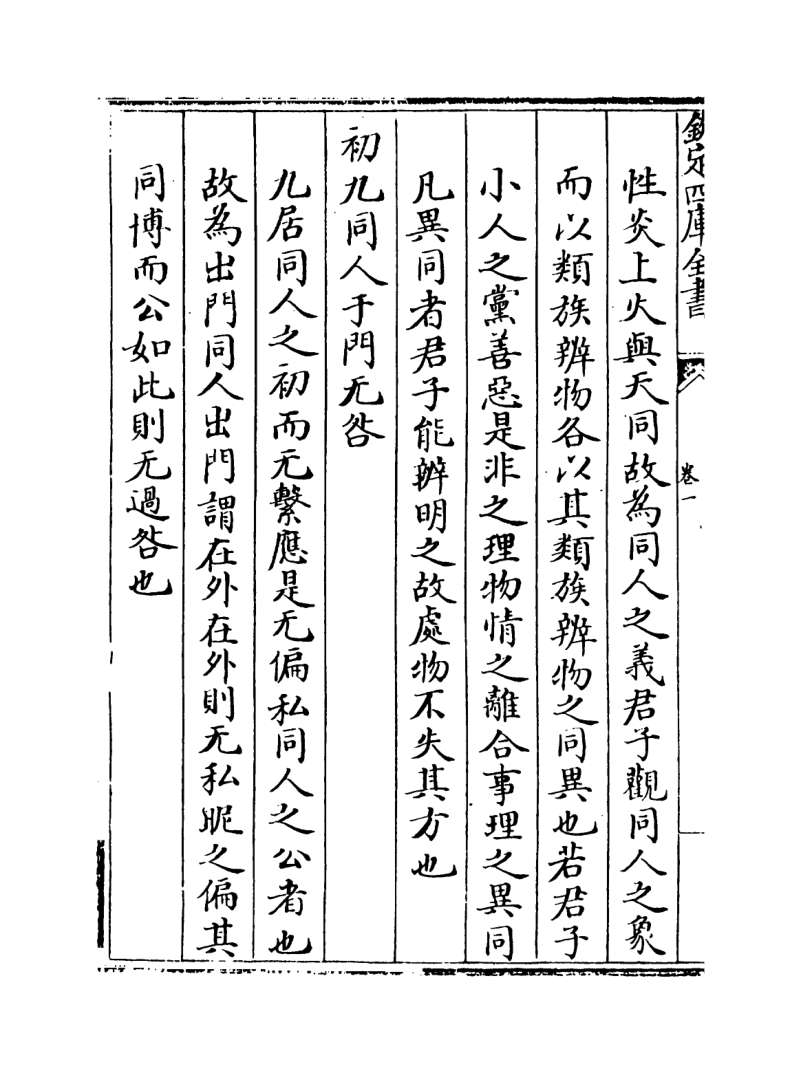 欽定四庫全書
卷一
性炎上火與天同故為同人之義君子觀同人之象
而以類族辨物各以其類族辨物之同異也若君子
小人之黨善惡是非之理物情之離合事理之異同
凡異同者君子能辨明之故處物不失其方也
初九同人于門无咎
九居同人之初而无繫應是无偏私同人之公者也
故為出門同人出門謂在外在外則无私昵之偏其
同博而公如此則无過咎也